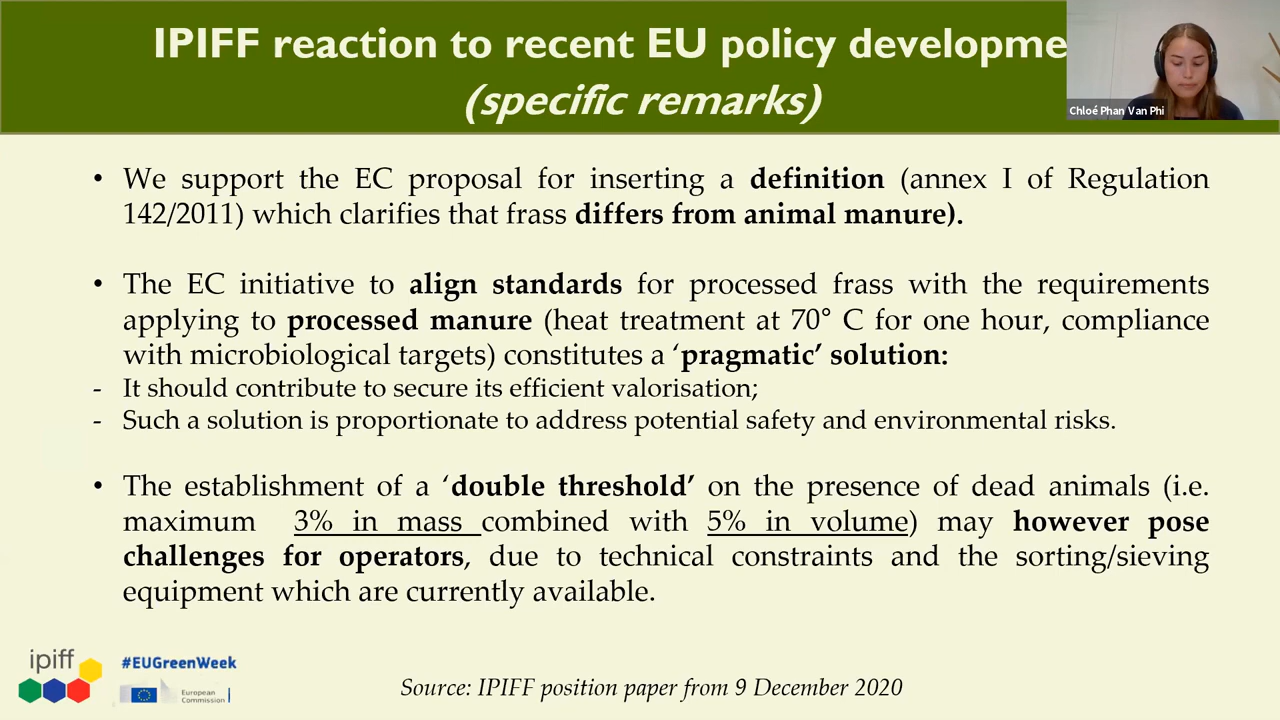 IPIFF reaction to recent EU policy developme
(specific remarks)
Chloé Phan Van Phi
• We support the EC proposal for inserting a definition (annex I of Regulation
142/2011) which clarifies that frass differs from animal manure).
• The EC initiative to align standards for processed frass with the requirements
applying to processed manure (heat treatment at 70° C for one hour, compliance
with microbiological targets) constitutes a ‘pragmatic’ solution:
- It should contribute to secure its efficient valorisation;
- Such a solution is proportionate to address potential safety and environmental risks.
• The establishment of a ‘double threshold’ on the presence of dead animals (i.e.
maximum 3% in mass combined with 5% in volume) may however pose
challenges for operators, due to technical constraints and the sorting/sieving
equipment which are currently available.
ipiff
#EUGreenWeek
European
Commission
Source: IPIFF position paper from 9 December 2020